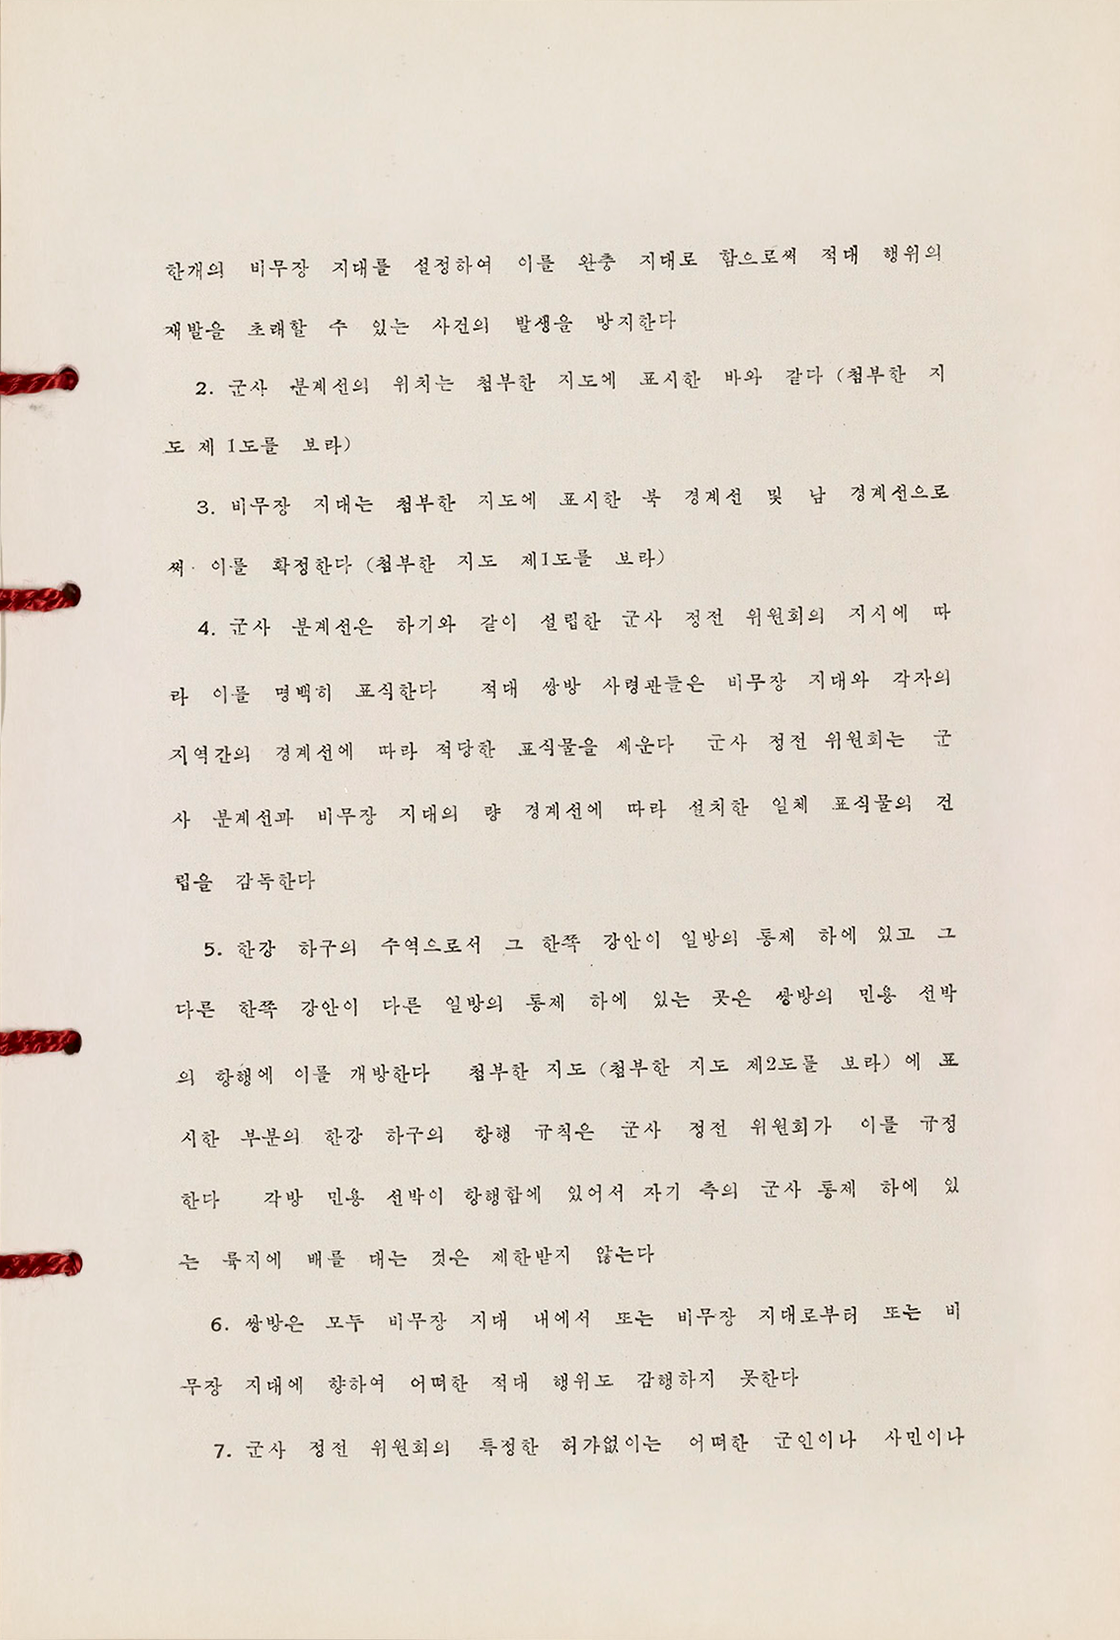 한개의 비무장 지대를 설정하여 이를 완충 지대로 함으로써 적대 행위의
재발을 초래할 수 있는 사건의 발생을 방지한다
2. 군사 분계선의 위치는 첨부한 지도에 표시한 바와 같다 (첨부한 지
도 제 1도를 보라)
3. 비무장 지대는 첨부한 지도에 표시한 북 경계선 및 남 경계선으로
써 이를 확정한다 (첨부한 지도 제1도를 보라)
4. 군사 분계선은 하기와 같이 설립한 군사 정전 위원회의 지시에 따
라 이를 명백히 표식한다 적대 쌍방 사령관들은 비무장 지대와 각자의
지역간의 경계선에 따라 적당한 표식물을 세운다 군사 정전 위원회는 군
사 분계선과 비무장 지대의 량 경계선에 따라 설치한 일체 표식물의 건
립을 감독한다
5. 한강 하구의 수역으로서 그 한쪽 강안이 일방의 통제 하에 있고 그
다른 한쪽 강안이 다른 일방의 통제 하에 있는 곳은 쌍방의 민용 선박
의 항행에 이를 개방한다 첨부한 지도 (첨부한 지도 제2도를 보라) 에 표
시한 부분의 한강 하구의 항행 규칙은 군사 정전 위원회가 이를 규정
한다 각방 민용 선박이 항행함에 있어서 자기 측의 군사 통제 하에 있
는 륙지에 배를 대는 것은 제한받지 않는다
6. 쌍방은 모두 비무장 지대 내에서 또는 비무장 지대로부터 또는 비
무장 지대에 향하여 어떠한 적대 행위도 감행하지 못한다
7. 군사 정전 위원회의 특정한 허가없이는 어떠한 군인이나 사민이나